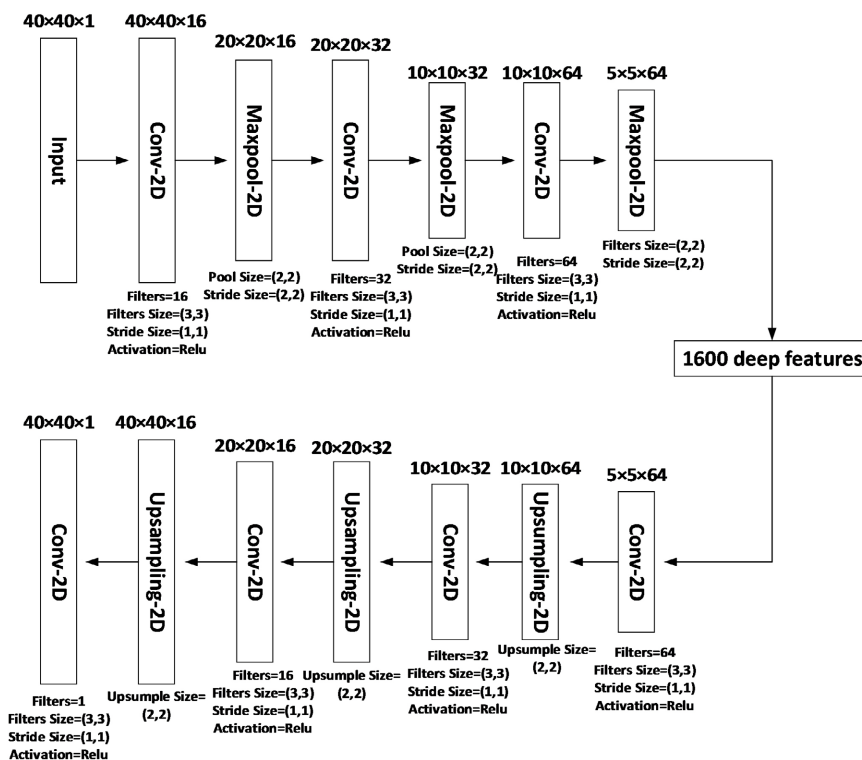 40×40×1
40×40×16
20×20×16
20×20×32
10×10×32
10×10×64
5×5×64
Input
Conv-2D
Maxpool-2D
Conv-2D
Maxpool-2D
Conv-2D
Maxpool-2D
Filters=16
Filters Size=(3,3)
Stride Size=(1,1)
Activation=Relu
Pool Size=(2,2)
Stride Size=(2,2)
Filters=32
Filters Size=(3,3)
Stride Size=(1,1)
Activation=Relu
Pool Size=(2,2)
Stride Size=(2,2)
Filters=64
Filters Size=(3,3)
Stride Size=(1,1)
Activation=Relu
Filters Size=(2,2)
Stride Size=(2,2)
1600 deep features
40×40×1
40×40×16
20×20×16
20×20×32
10×10×32
10×10×64
5×5×64
Conv-2D
Upsampling-2D
Conv-2D
Upsampling-2D
Conv-2D
Upsumpling-2D
Conv-2D
Filters=1
Filters Size=(3,3)
Stride Size=(1,1)
Activation=Relu
Upsumple Size=
(2,2)
Filters=16
Filters Size=(3,3)
Stride Size=(1,1)
Activation=Relu
Upsumple Size=
(2,2)
Filters=32
Filters Size=(3,3)
Stride Size=(1,1)
Activation=Relu
Upsumple Size=
(2,2)
Filters=64
Filters Size=(3,3)
Stride Size=(1,1)
Activation=Relu